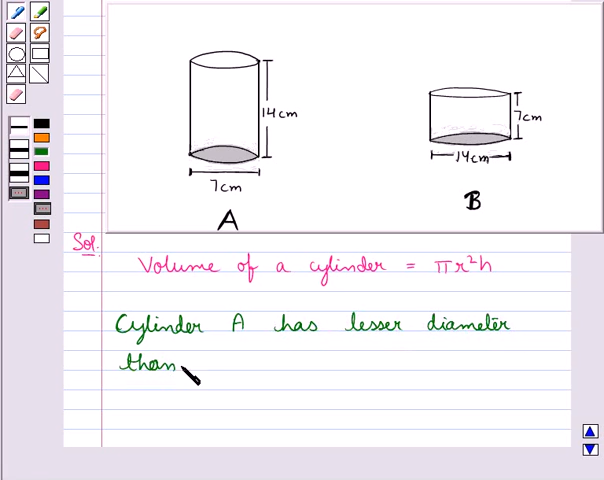 14cm
7cm
7cm
14cm
A
B
Sol:
Volume of a cylinder = πr²h
Cylinder A has lesser diameter
than